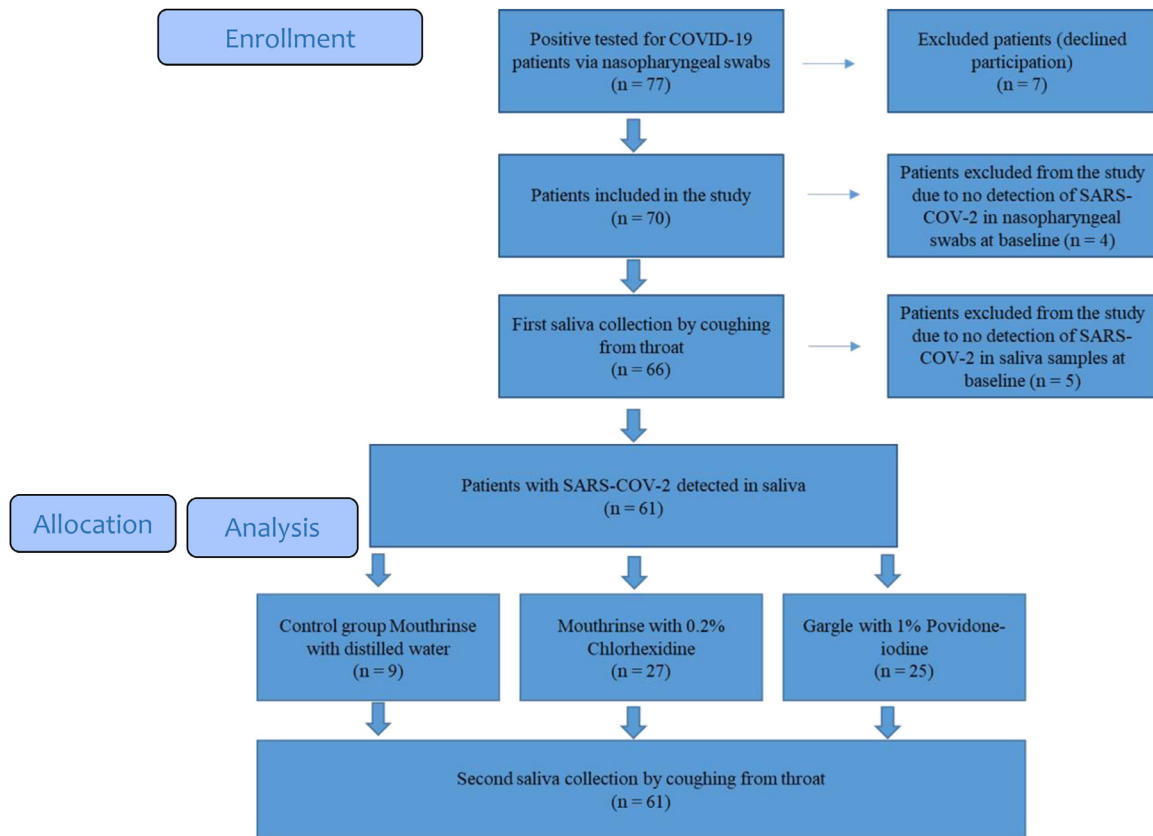 Enrollment
Positive tested for COVID-19
patients via nasopharyngeal swabs
(n = 77)
Excluded patients (declined
participation)
(n = 7)
Patients included in the study
(n = 70)
Patients excluded from the study
due to no detection of SARS-
COV-2 in nasopharyngeal
swabs at baseline (n = 4)
First saliva collection by coughing
from throat
(n = 66)
Patients excluded from the study
due to no detection of SARS-
COV-2 in saliva samples at
baseline (n = 5)
Patients with SARS-COV-2 detected in saliva
(n = 61)
Allocation
Analysis
Control group Mouthrinse
with distilled water
(n = 9)
Mouthrinse with 0.2%
Chlorhexidine
(n = 27)
Gargle with 1% Povidone-
iodine
(n = 25)
Second saliva collection by coughing from throat
(n = 61)